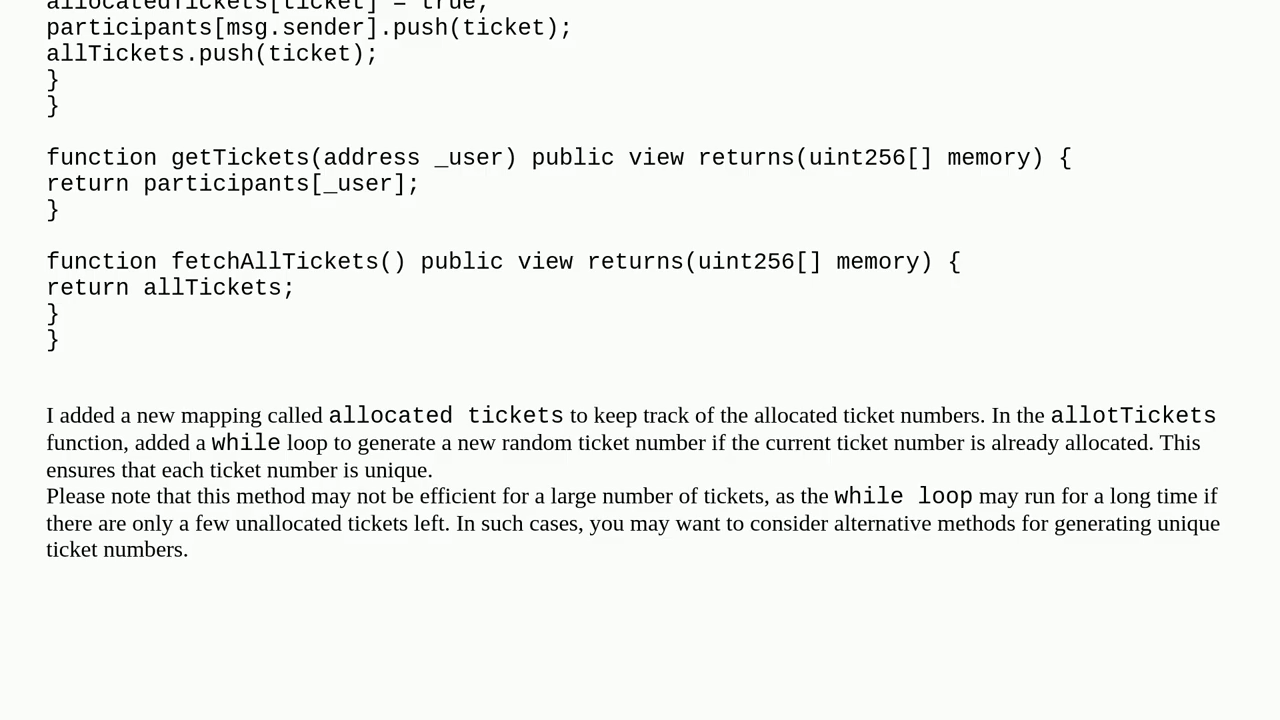 allocatedTickets[ticket] = true;
participants[msg.sender].push(ticket);
allTickets.push(ticket);
}
}
function getTickets(address _user) public view returns(uint256[] memory) {
return participants[_user];
}
function fetchAllTickets() public view returns(uint256[] memory) {
return allTickets;
}
}
I added a new mapping called allocated tickets to keep track of the allocated ticket numbers. In the allotTickets
function, added a while loop to generate a new random ticket number if the current ticket number is already allocated. This
ensures that each ticket number is unique.
Please note that this method may not be efficient for a large number of tickets, as the while loop may run for a long time if
there are only a few unallocated tickets left. In such cases, you may want to consider alternative methods for generating unique
ticket numbers.